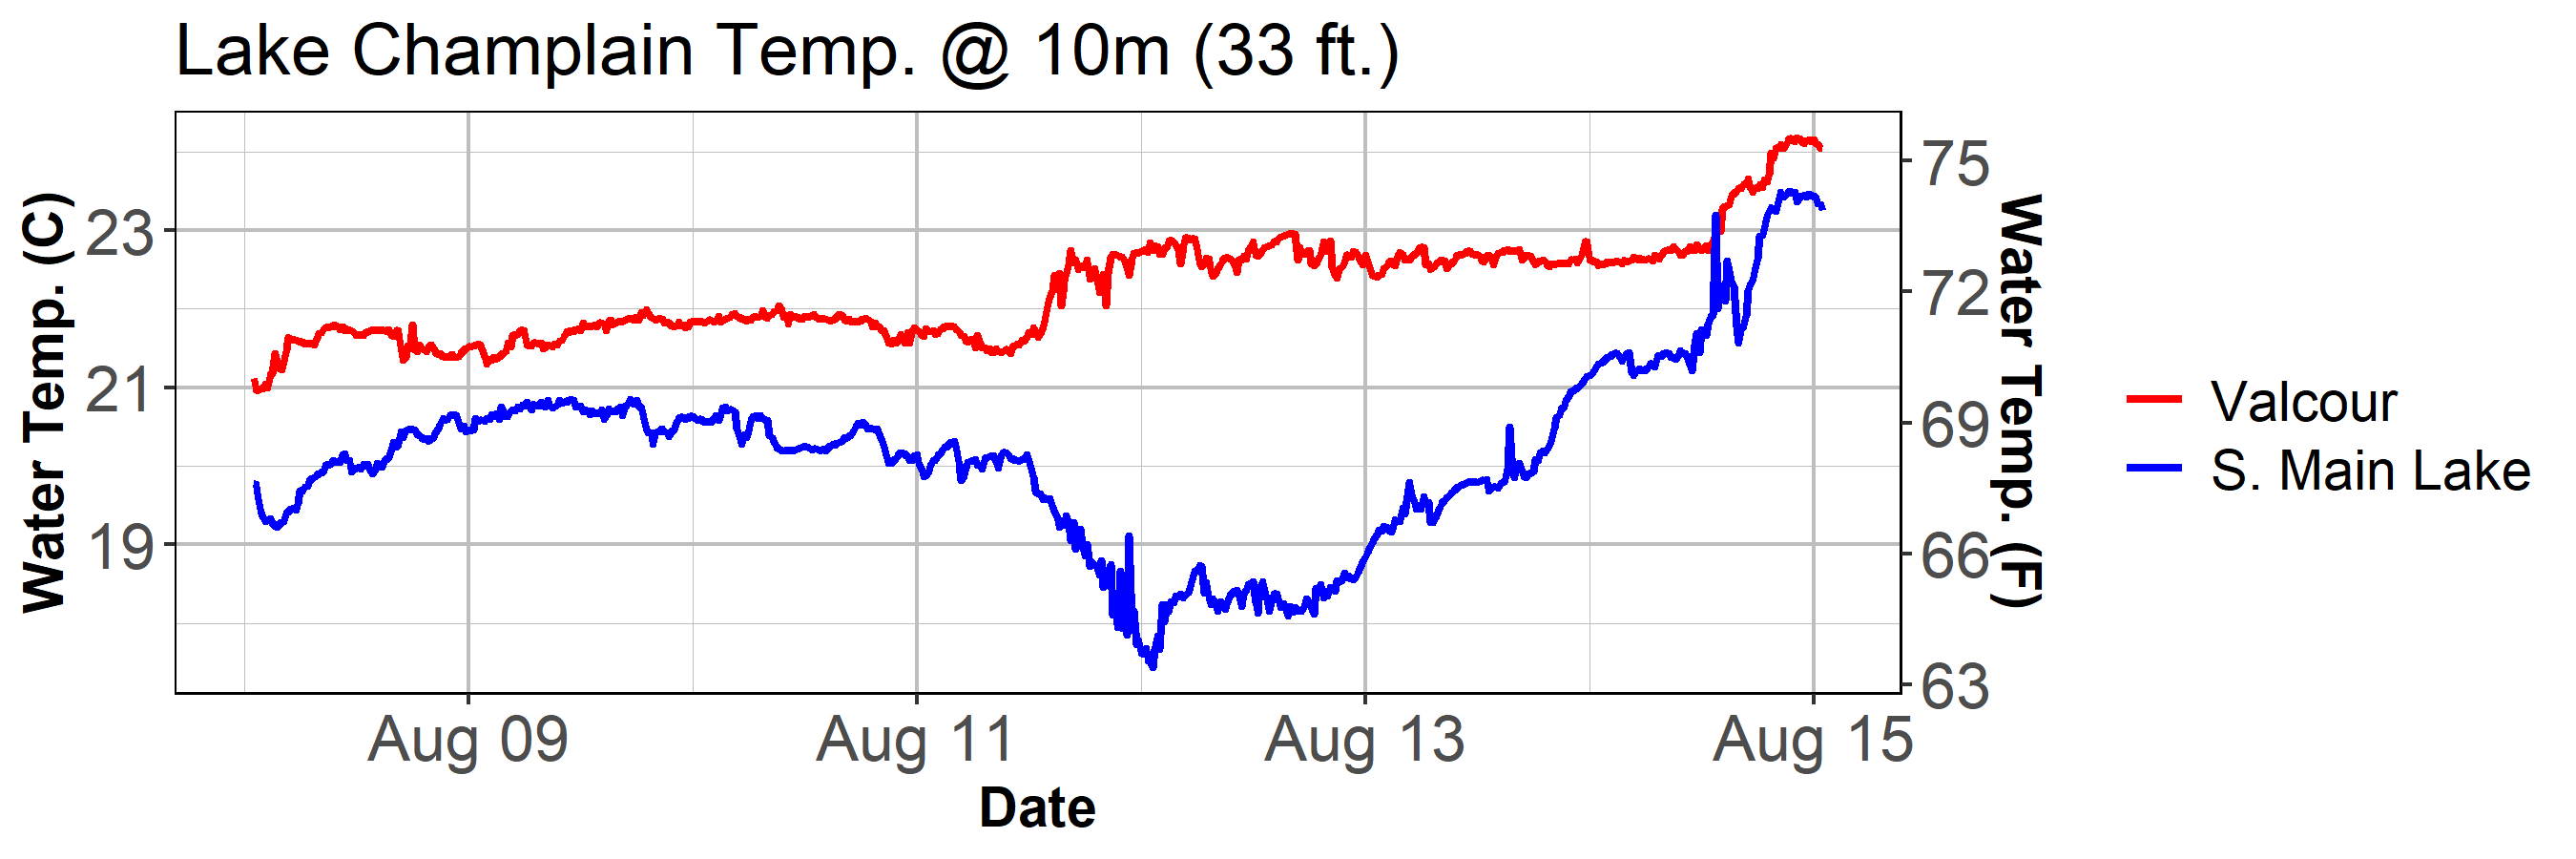 Lake Champlain Temp. @ 10m (33 ft.)
Water Temp. (C)
23
21
19
75
72
69
66
63
Water Temp. (F)
Aug 09 Aug 11 Aug 13 Aug 15
Date
Valcour
S. Main Lake